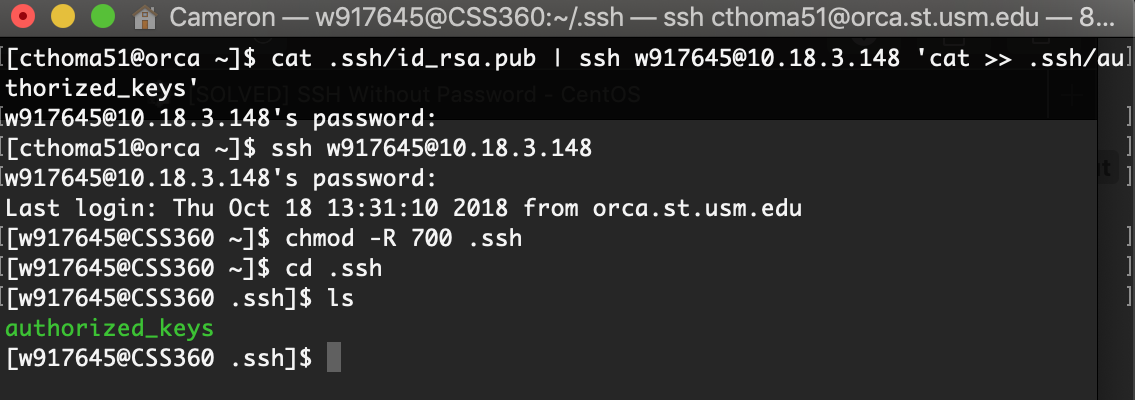 Cameron — w917645@CSS360:~/.ssh — ssh cthoma51@orca.st.usm.edu — 8...
[cthoma51@orca ~]$ cat .ssh/id_rsa.pub | ssh w917645@10.18.3.148 'cat >> .ssh/au
thorized_keys'
[SOLVED] SSH Without Password - CentOS
w917645@10.18.3.148's password:
[cthoma51@orca ~]$ ssh w917645@10.18.3.148
w917645@10.18.3.148's password:
Last login: Thu Oct 18 13:31:10 2018 from orca.st.usm.edu
[w917645@CSS360 ~]$ chmod -R 700 .ssh
[w917645@CSS360 ~]$ cd .ssh
[w917645@CSS360 .ssh]$ ls
authorized_keys
[w917645@CSS360 .ssh]$